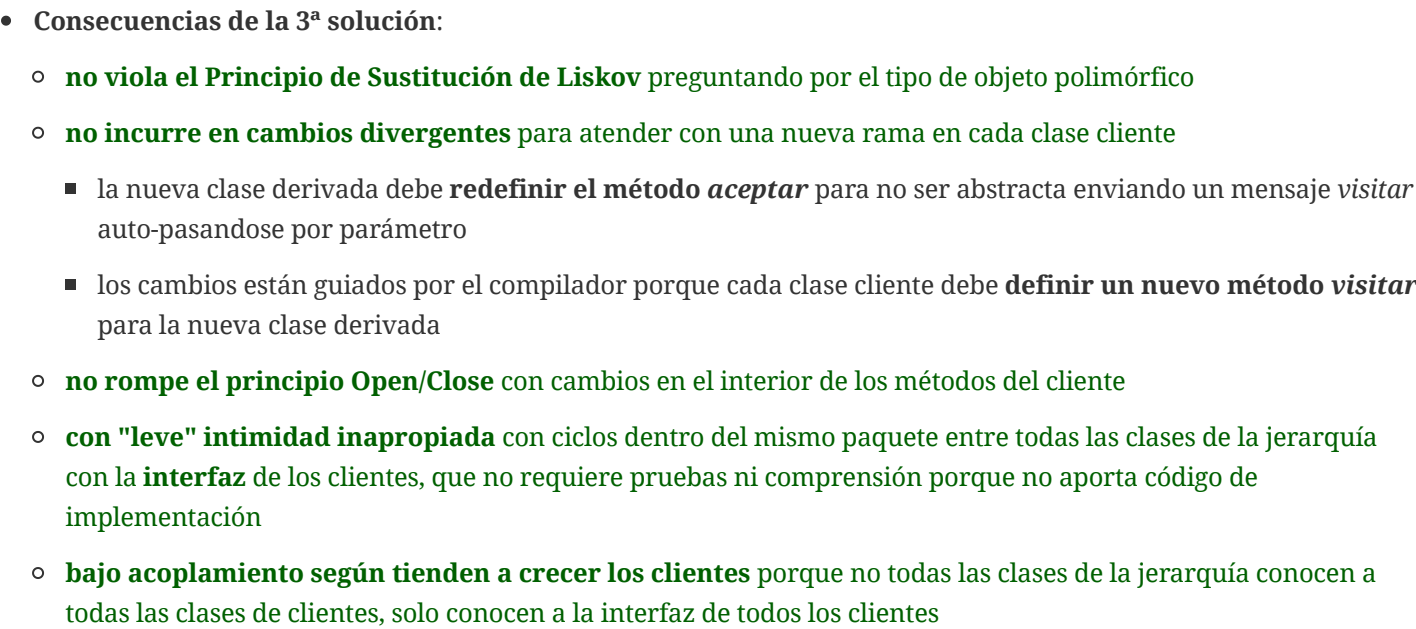 Consecuencias de la 3ª solución:
no viola el Principio de Sustitución de Liskov preguntando por el tipo de objeto polimórfico
no incurre en cambios divergentes para atender con una nueva rama en cada clase cliente
la nueva clase derivada debe redefinir el método aceptar para no ser abstracta enviando un mensaje visitar
auto-pasandose por parámetro
los cambios están guiados por el compilador porque cada clase cliente debe definir un nuevo método visitar
para la nueva clase derivada
no rompe el principio Open/Close con cambios en el interior de los métodos del cliente
con "leve" intimidad inapropiada con ciclos dentro del mismo paquete entre todas las clases de la jerarquía
con la interfaz de los clientes, que no requiere pruebas ni comprensión porque no aporta código de
implementación
bajo acoplamiento según tienden a crecer los clientes porque no todas las clases de la jerarquía conocen a
todas las clases de clientes, solo conocen a la interfaz de todos los clientes